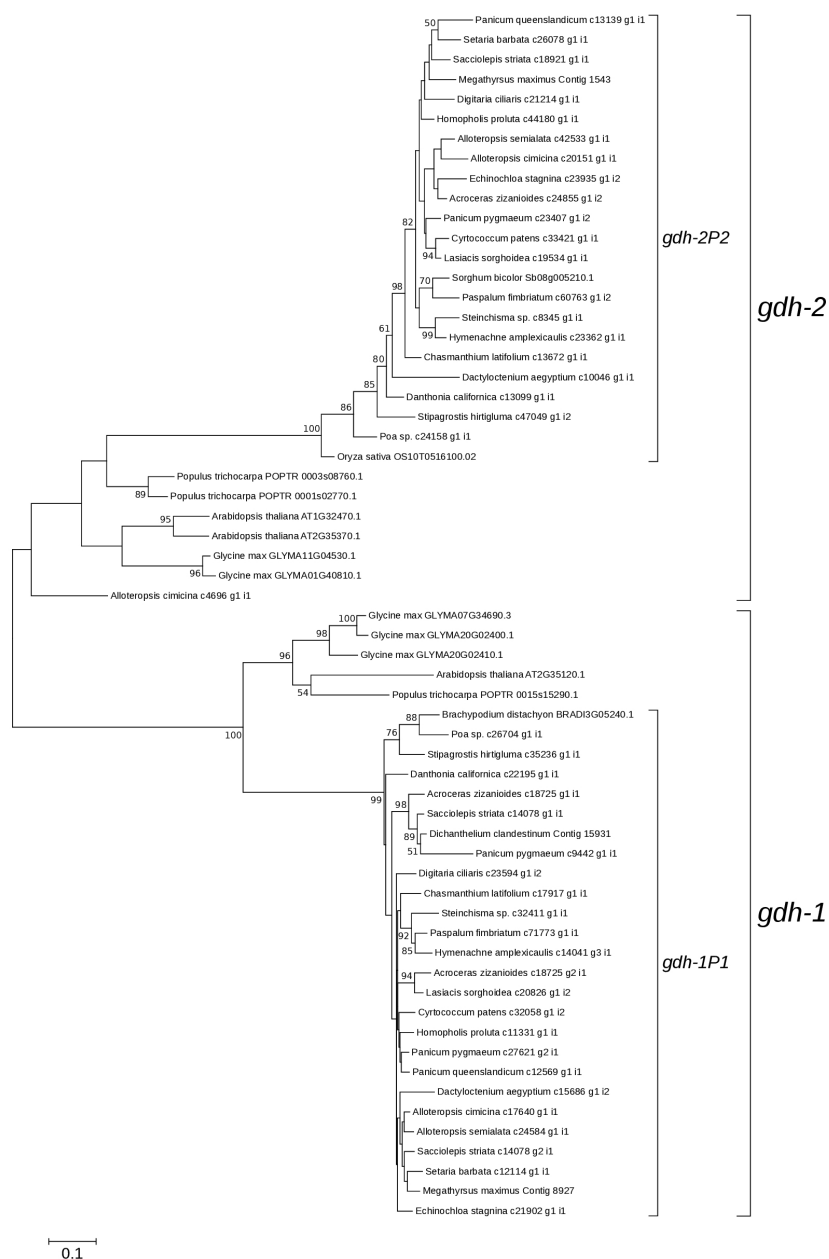 50
Panicum queenslandicum c13139 g1 i1
Setaria barbata c26078 g1 i1
Sacciolepis striata c18921 g1 i1
Megathyrsus maximus Contig 1543
Digitaria ciliaris c21214 g1 i1
Homopholis proluta c44180 g1 i1
Alloteropsis semialata c42533 g1 i1
Alloteropsis cimicina c20151 g1 i1
Echinochloa stagnina c23935 g1 i2
Acroceras zizanioides c24855 g1 i2
82
Panicum pygmaeum c23407 g1 i2
Cyrtococcum patens c33421 g1 i1
gdh-2P2
94
Lasiacis sorghoidea c19534 g1 i1
Sorghum bicolor Sb08g005210.1
70
98
Paspalum fimbriatum c60763 g1 i2
gdh-2
Steinchisma sp. c8345 g1 i1
61
99
Hymenachne amplexicaulis c23362 g1 i1
80
Chasmanthium latifolium c13672 g1 i1
Dactyloctenium aegyptium c10046 g1 i1
85
Danthonia californica c13099 g1 i1
86
Stipagrostis hirtigluma c47049 g1 i2
100
Poa sp. c24158 g1 i1
Oryza sativa OS10T0516100.02
Populus trichocarpa POPTR 0003s08760.1
89
Populus trichocarpa POPTR 0001s02770.1
95
Arabidopsis thaliana AT1G32470.1
Arabidopsis thaliana AT2G35370.1
Glycine max GLYMA11G04530.1
96
Glycine max GLYMA01G40810.1
Alloteropsis cimicina c4696 g1 i1
100
Glycine max GLYMA07G34690.3
98
Glycine max GLYMA20G02400.1
96
Glycine max GLYMA20G02410.1
Arabidopsis thaliana AT2G35120.1
54
Populus trichocarpa POPTR 0015s15290.1
88
Brachypodium distachyon BRADI3G05240.1
100
76
Poa sp. c26704 g1 i1
Stipagrostis hirtigluma c35236 g1 i1
Danthonia californica c22195 g1 i1
99
98
Acroceras zizanioides c18725 g1 i1
Sacciolepis striata c14078 g1 i1
89
Dichanthelium clandestinum Contig 15931
51
Panicum pygmaeum c9442 g1 i1
Digitaria ciliaris c23594 g1 i2
Chasmanthium latifolium c17917 g1 i1
Steinchisma sp. c32411 g1 i1
gdh-1
92
Paspalum fimbriatum c71773 g1 i1
85
Hymenachne amplexicaulis c14041 g3 i1
gdh-1P1
94
Acroceras zizanioides c18725 g2 i1
Lasiacis sorghoidea c20826 g1 i2
Cyrtococcum patens c32058 g1 i2
Homopholis proluta c11331 g1 i1
Panicum pygmaeum c27621 g2 i1
Panicum queenslandicum c12569 g1 i1
Dactyloctenium aegyptium c15686 g1 i2
Alloteropsis cimicina c17640 g1 i1
Alloteropsis semialata c24584 g1 i1
Sacciolepis striata c14078 g2 i1
Setaria barbata c12114 g1 i1
Megathyrsus maximus Contig 8927
Echinochloa stagnina c21902 g1 i1
0.1